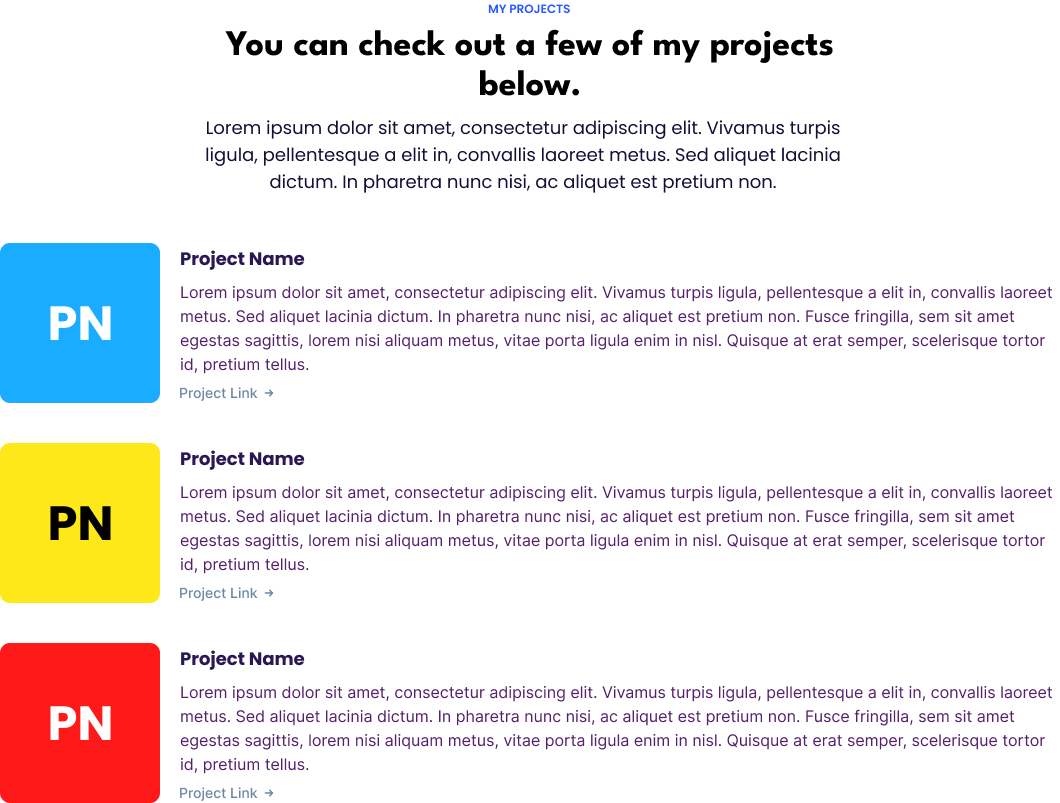 MY PROJECTS
You can check out a few of my projects
below.
Lorem ipsum dolor sit amet, consectetur adipiscing elit. Vivamus turpis
ligula, pellentesque a elit in, convallis laoreet metus. Sed aliquet lacinia
dictum. In pharetra nunc nisi, ac aliquet est pretium non.
PN
Project Name
Lorem ipsum dolor sit amet, consectetur adipiscing elit. Vivamus turpis ligula, pellentesque a elit in, convallis laoreet
metus. Sed aliquet lacinia dictum. In pharetra nunc nisi, ac aliquet est pretium non. Fusce fringilla, sem sit amet
egestas sagittis, lorem nisi aliquam metus, vitae porta ligula enim in nisl. Quisque at erat semper, scelerisque tortor
id, pretium tellus.
Project Link →
PN
Project Name
Lorem ipsum dolor sit amet, consectetur adipiscing elit. Vivamus turpis ligula, pellentesque a elit in, convallis laoreet
metus. Sed aliquet lacinia dictum. In pharetra nunc nisi, ac aliquet est pretium non. Fusce fringilla, sem sit amet
egestas sagittis, lorem nisi aliquam metus, vitae porta ligula enim in nisl. Quisque at erat semper, scelerisque tortor
id, pretium tellus.
Project Link →
PN
Project Name
Lorem ipsum dolor sit amet, consectetur adipiscing elit. Vivamus turpis ligula, pellentesque a elit in, convallis laoreet
metus. Sed aliquet lacinia dictum. In pharetra nunc nisi, ac aliquet est pretium non. Fusce fringilla, sem sit amet
egestas sagittis, lorem nisi aliquam metus, vitae porta ligula enim in nisl. Quisque at erat semper, scelerisque tortor
id, pretium tellus.
Project Link →